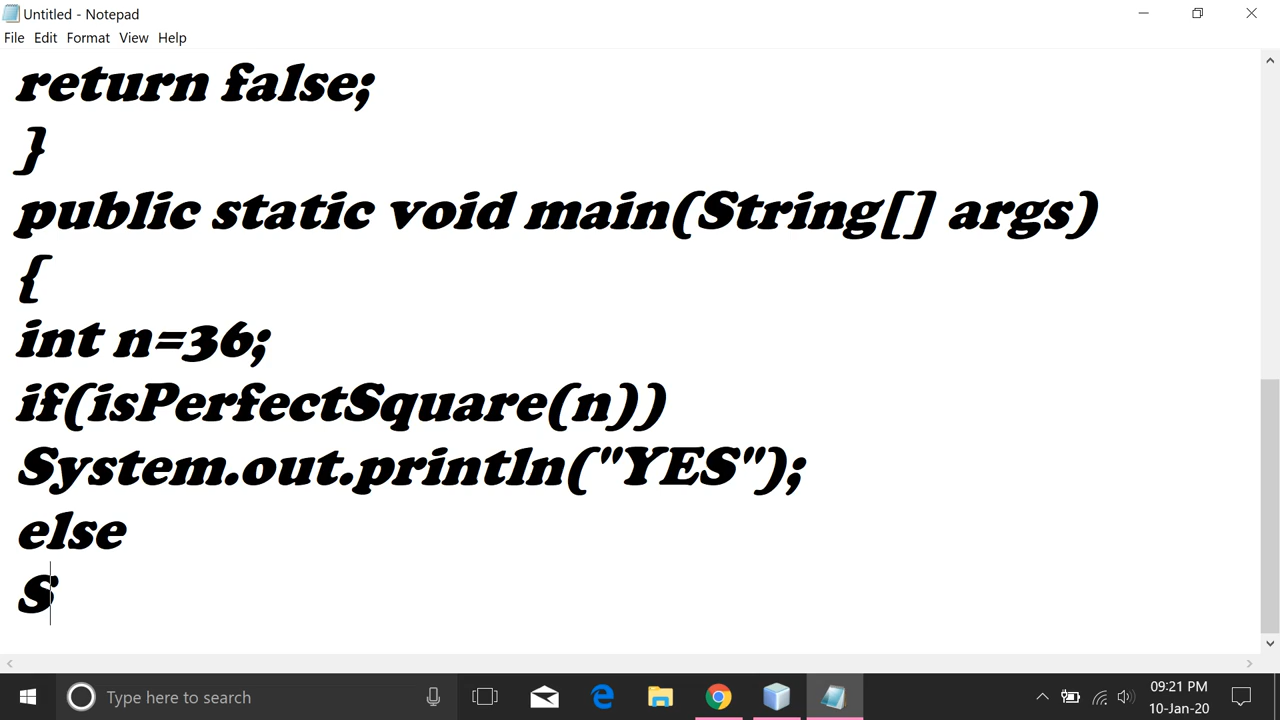 Untitled - Notepad
File Edit Format View Help
return false;
}
public static void main(String[] args)
{
int n=36;
if(isPerfectSquare(n))
System.out.println("YES");
else
S
Type here to search
09:21 PM
10-Jan-20